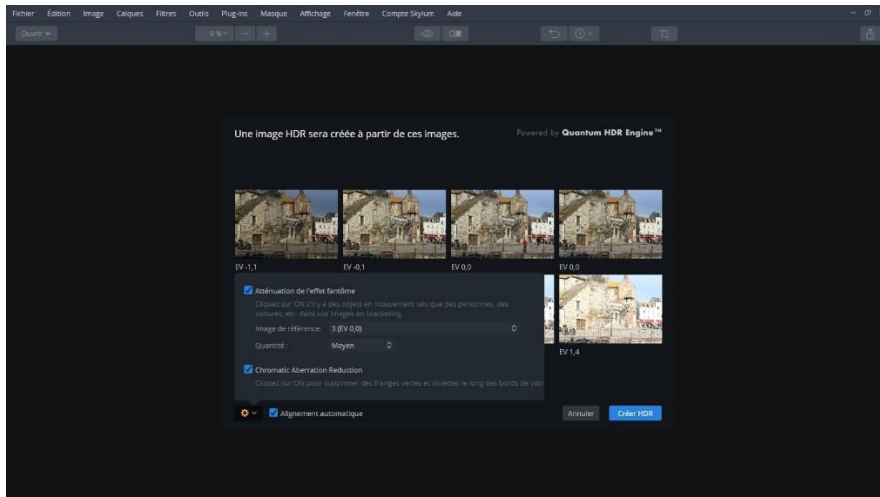 Fichier Édition Image Calques Filtres Outils Plug-ins Masque Affichage Fenêtre Compte Skylum Aide
Ouvrir 0 %
Une image HDR sera créée à partir de ces images. Powered by Quantum HDR Engine™
EV -1,1 EV -0,1 EV 0,0 EV 0,0
Atténuation de l'effet fantôme
Cliquez sur ON s'il y a des objets en mouvement tels que des personnes, des
voitures, etc. dans vos images en bracketing.
Image de référence: 3 (EV 0,0)
Quantité : Moyen
EV 1,4
Chromatic Aberration Reduction
Cliquez sur ON pour supprimer des franges vertes et violettes le long des bords de vot
Alignement automatique Annuler Créer HDR